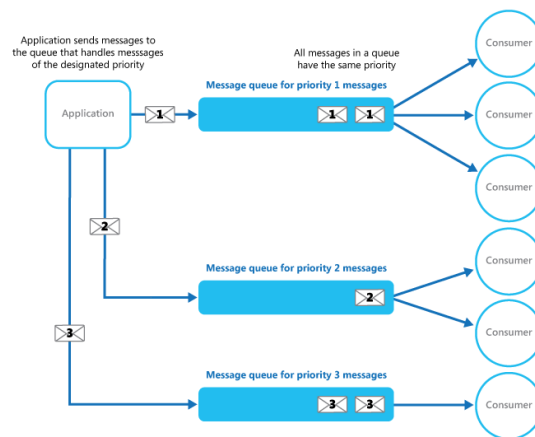 Application sends messages to
the queue that handles messsages
of the designated priority
All messages in a queue
have the same priority
Consumer
Message queue for priority 1 messages
Application
1
1
1
Consumer
Consumer
2
Message queue for priority 2 messages
Consumer
2
Consumer
3
Message queue for priority 3 messages
3
3
Consumer